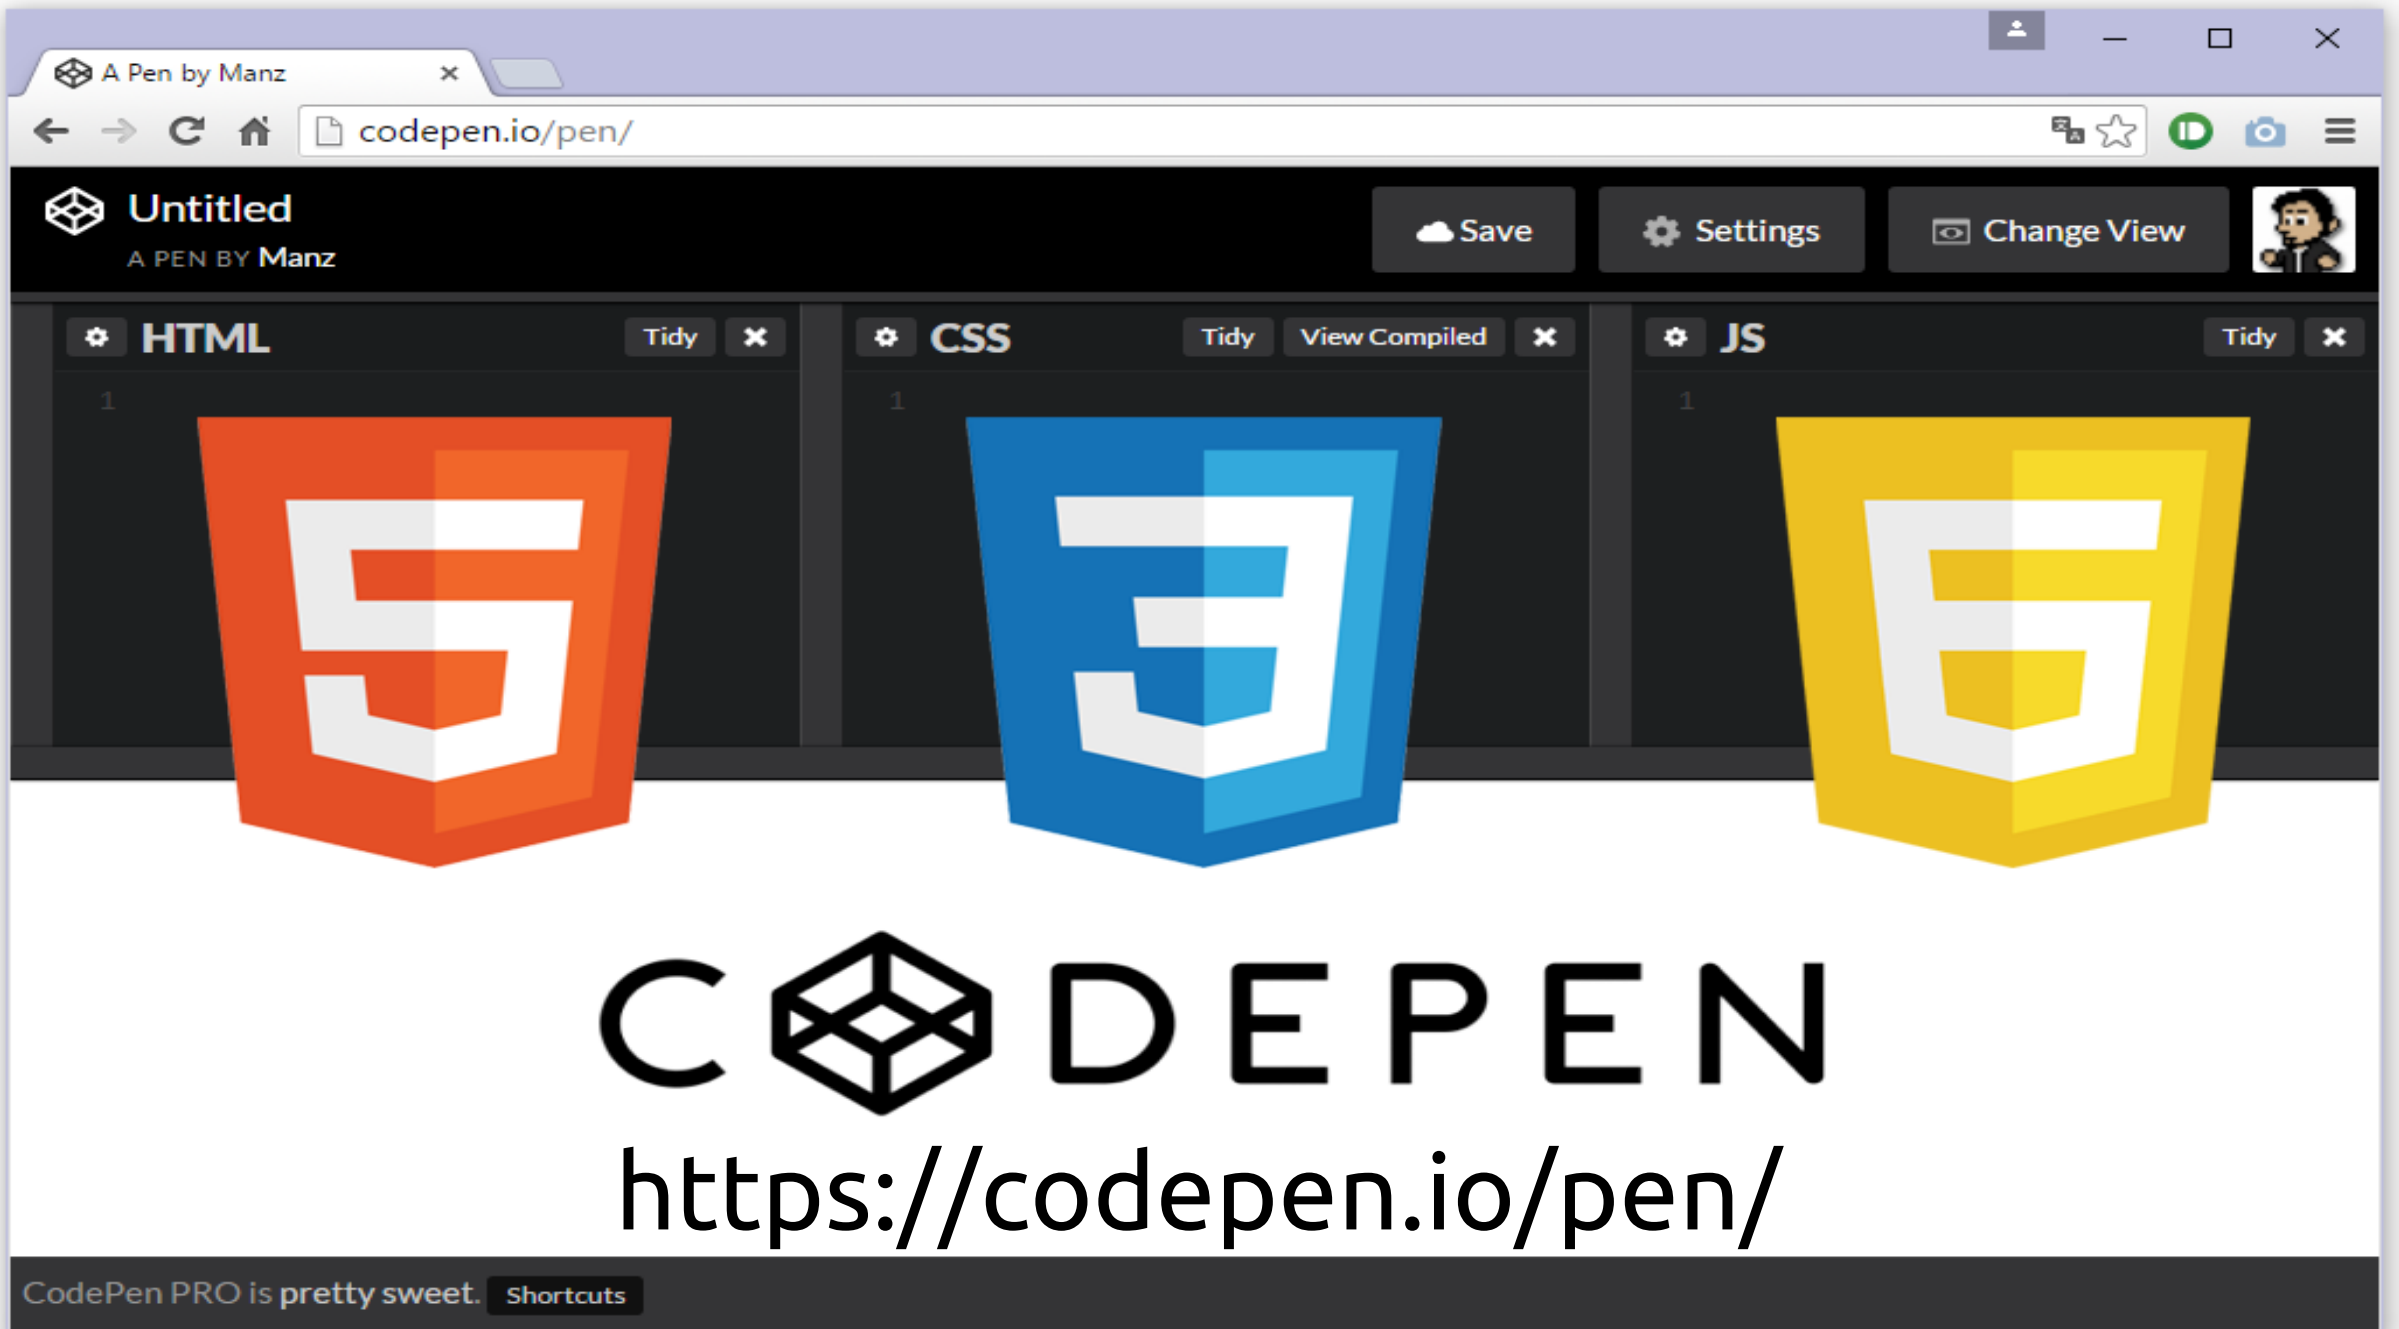 A Pen by Manz
codepen.io/pen/
Untitled
A PEN BY Manz
Save
Settings
Change View
HTML
Tidy
CSS
Tidy
View Compiled
JS
Tidy
1
1
1
5
3
6
CODEPEN
https://codepen.io/pen/
CodePen PRO is pretty sweet.
Shortcuts